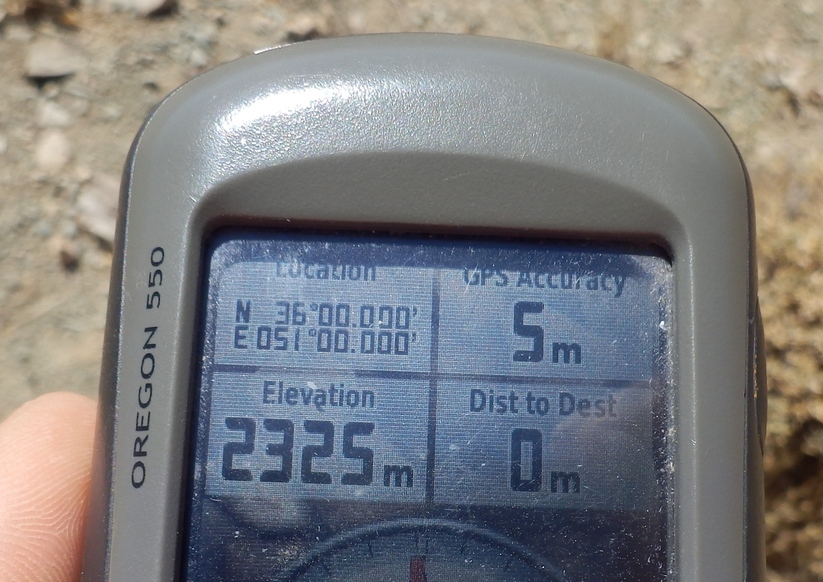 Location
GPS Accuracy
N 36°00.000'
E 051°00.000'
5m
Elevation
Dist to Dest
2325m
0m
OREGON 550